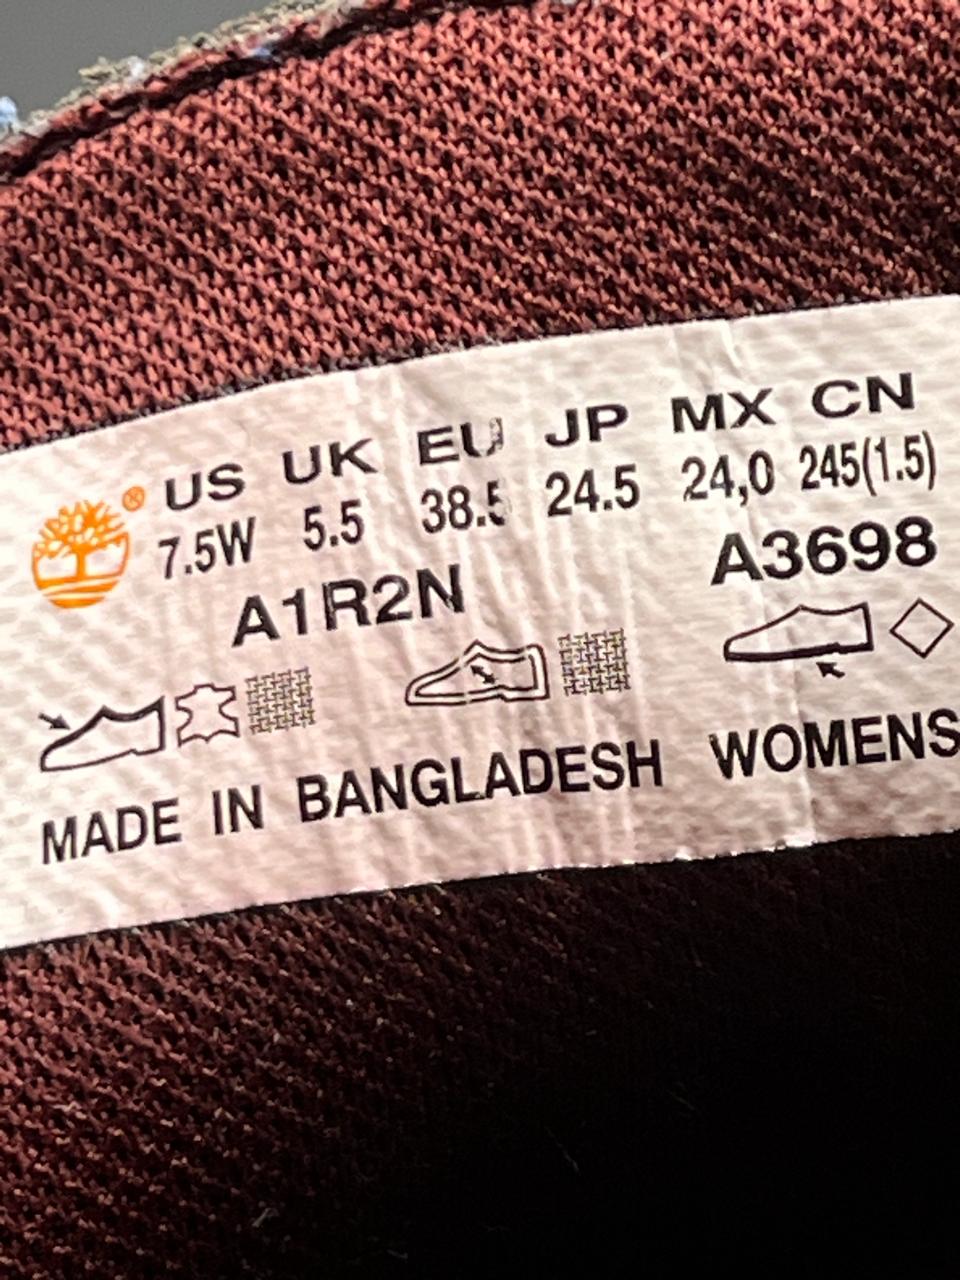 US UK EU JP MX CN
7.5W 5.5 38.5 24.5 24,0 245(1.5)
A1R2N A3698
MADE IN BANGLADESH WOMENS